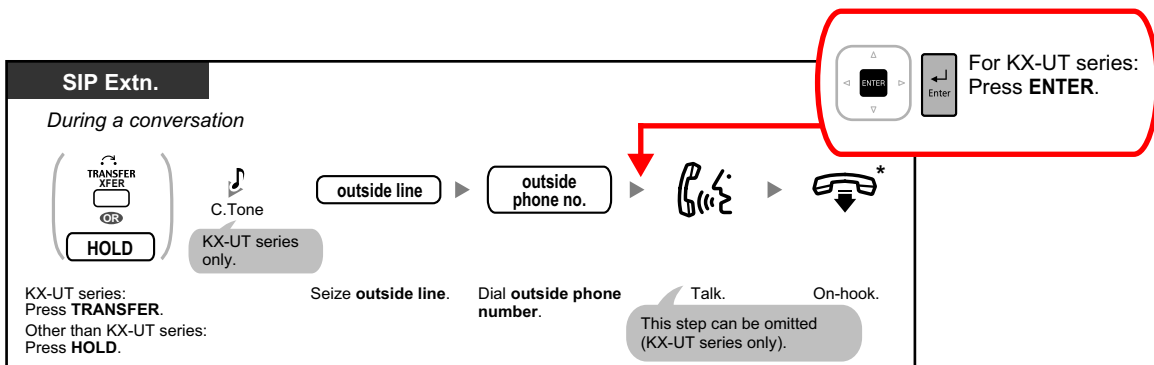 For KX-UT series:
Press ENTER.
ENTER
Enter
SIP Extn.
During a conversation
TRANSFER
XFER
OR
HOLD
C.Tone
KX-UT series
only.
outside line
outside
phone no.
*
KX-UT series:
Press TRANSFER.
Other than KX-UT series:
Press HOLD.
Seize outside line.
Dial outside phone
number.
Talk.
This step can be omitted
(KX-UT series only).
On-hook.